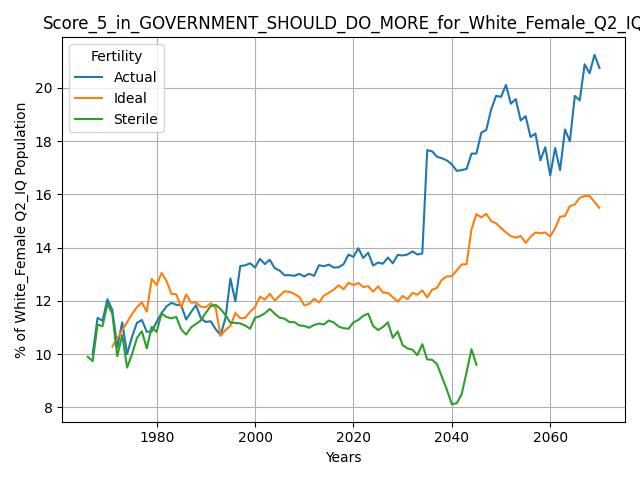 Score_5_in_GOVERNMENT_SHOULD_DO_MORE_for_White_Female_Q2_IQ
Fertility
Actual
Ideal
Sterile
% of White_Female Q2_IQ Population
20
18
16
14
12
10
8
1980
2000
2020
2040
2060
Years